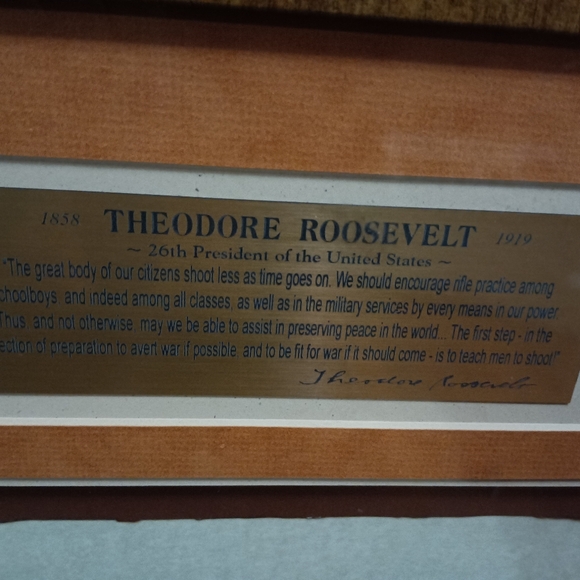 1858 THEODORE ROOSEVELT 1919
~ 26th President of the United States ~
"The great body of our citizens shoot less as time goes on. We should encourage rifle practice among
choolboys, and indeed among all classes, as well as in the military services by every means in our power.
Thus, and not otherwise, may we be able to assist in preserving peace in the world... The first step - in the
ection of preparation to avert war if possible, and to be fit for war if it should come - is to teach men to shoot!"
Theodore Roosevelt